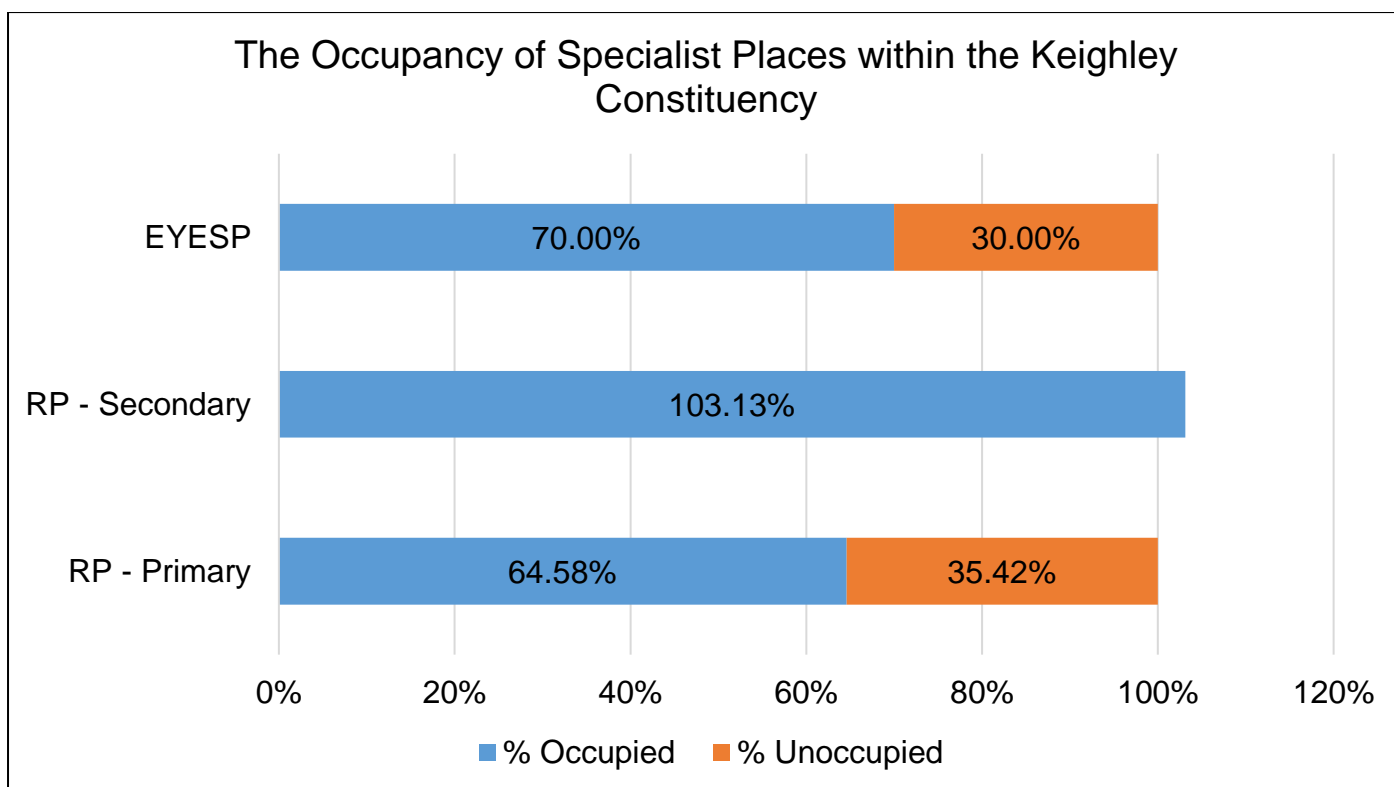 The Occupancy of Specialist Places within the Keighley
Constituency
EYESP
70.00%
30.00%
RP - Secondary
103.13%
RP - Primary
64.58%
35.42%
0%
20%
40%
60%
80%
100%
120%
% Occupied
% Unoccupied